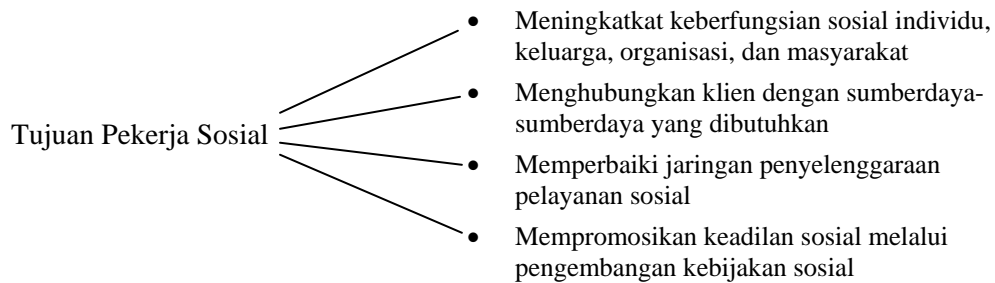 • Meningkatkat keberfungsian sosial individu,
keluarga, organisasi, dan masyarakat
• Menghubungkan klien dengan sumberdaya-
sumberdaya yang dibutuhkan
Tujuan Pekerja Sosial
• Memperbaiki jaringan penyelenggaraan
pelayanan sosial
• Mempromosikan keadilan sosial melalui
pengembangan kebijakan sosial